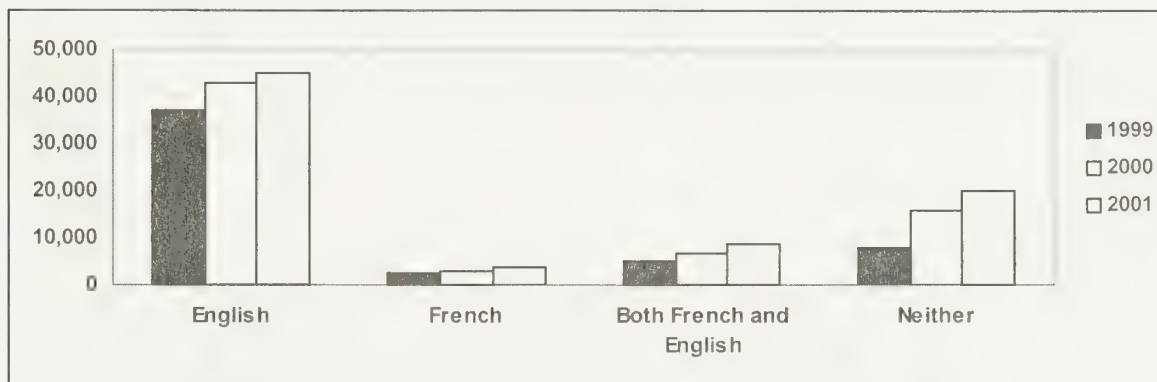 50,000
40,000
30,000
20,000
10,000
0
English
French
Both French and
English
Neither
1999
2000
2001